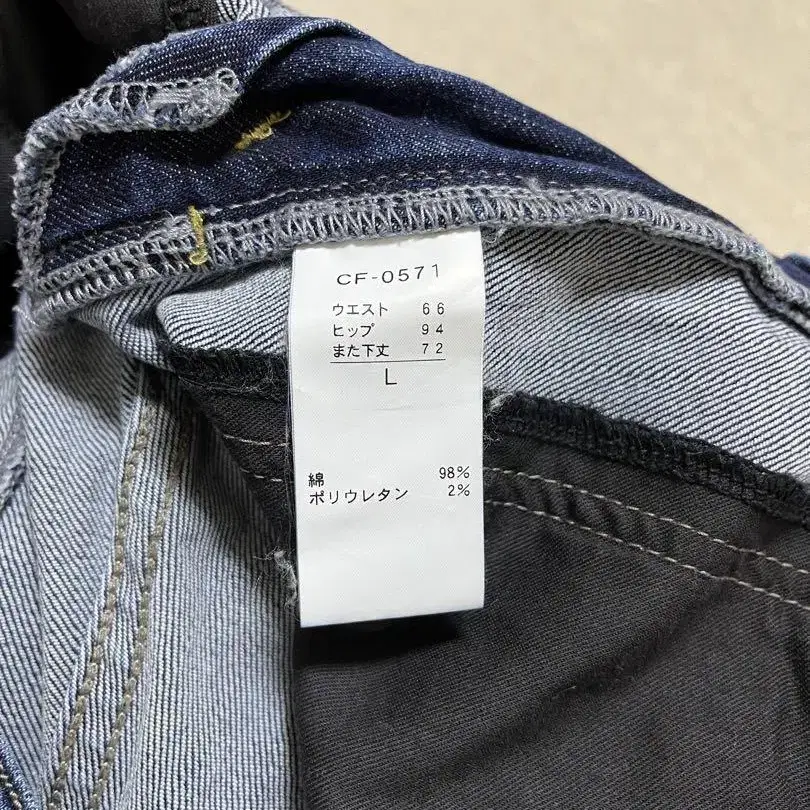 CF-0571
ウエスト 66
ヒップ 94
また下丈 72
L
綿 98%
ポリウレタン 2%